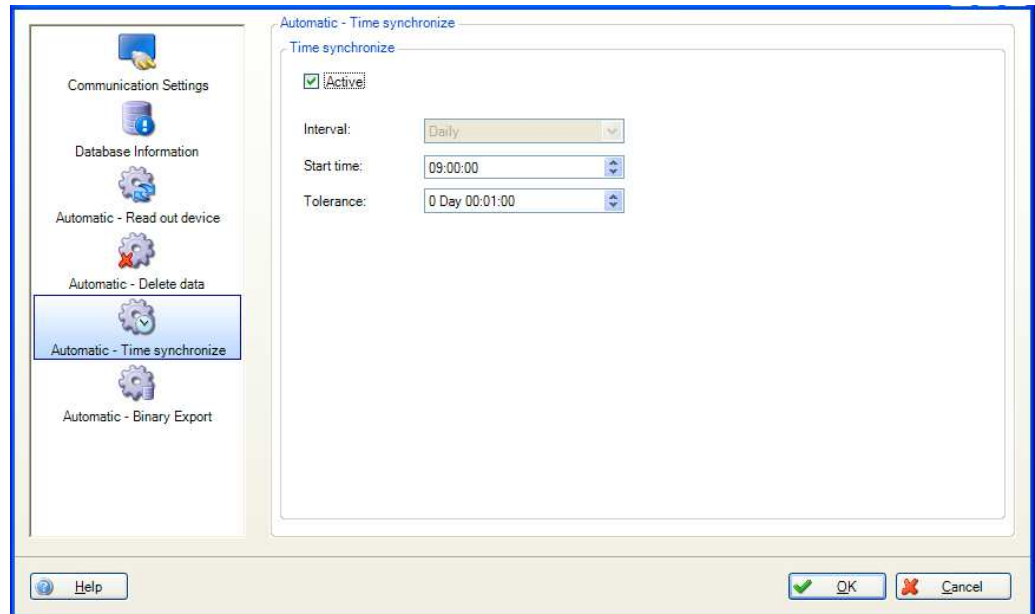 Communication Settings
Database Information
Automatic - Read out device
Automatic - Delete data
Automatic - Time synchronize
Automatic - Binary Export
Automatic - Time synchronize
Time synchronize
Active
Interval: Daily
Start time: 09:00:00
Tolerance: 0 Day 00:01:00
Help OK Cancel